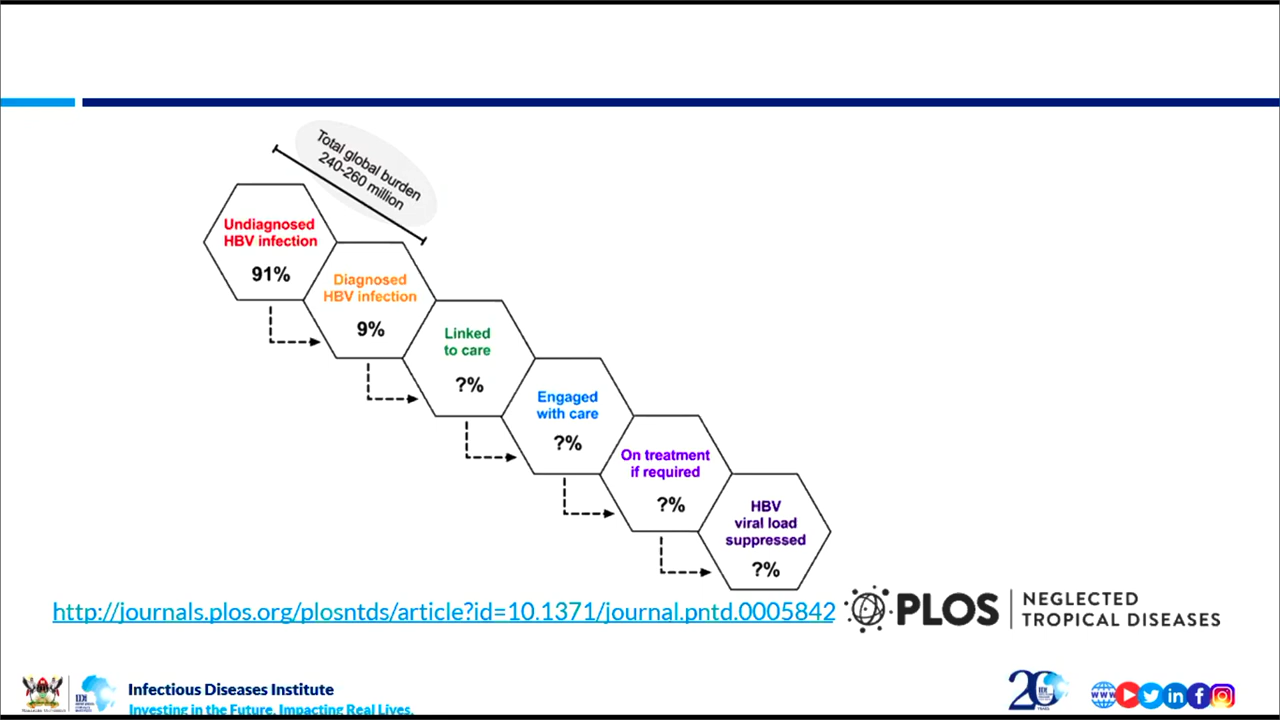 Total global burden
240-260 million
Undiagnosed
HBV infection
91%
Diagnosed
HBV infection
9%
Linked
to care
?%
Engaged
with care
?%
On treatment
if required
?%
HBV
viral load
suppressed
?%
http://journals.plos.org/plosntds/article?id=10.1371/journal.pntd.0005842
PLOS
NEGLECTED
TROPICAL DISEASES
Infectious Diseases Institute
Investing in the Future. Impacting Real Lives.
20